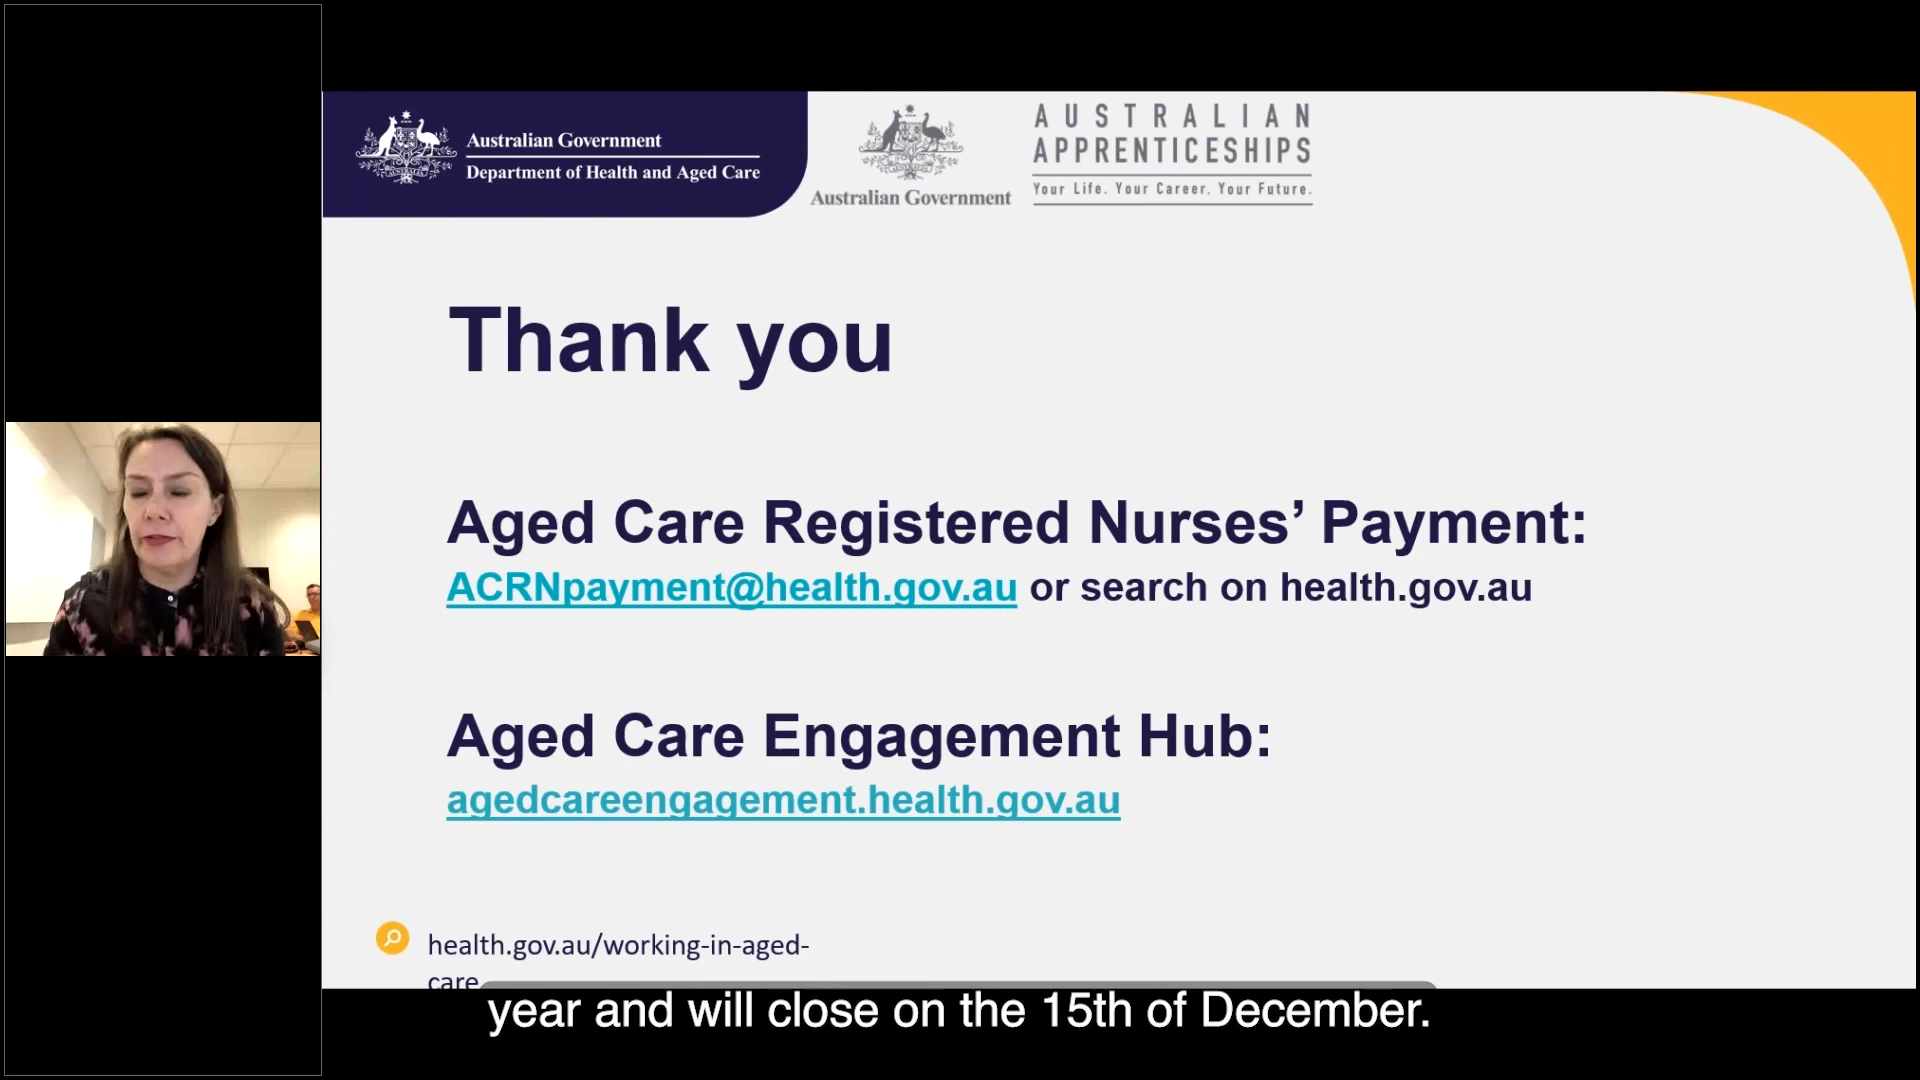 Australian Government
Department of Health and Aged Care
Australian Government
AUSTRALIAN
APPRENTICESHIPS
Your Life. Your Career. Your Future.
Thank you
Aged Care Registered Nurses’ Payment:
ACRNpayment@health.gov.au or search on health.gov.au
Aged Care Engagement Hub:
agedcareengagement.health.gov.au
health.gov.au/working-in-aged-
care
year and will close on the 15th of December.